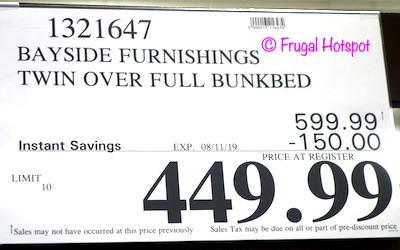 1321647
© Frugal Hotspot
BAYSIDE FURNISHINGS
TWIN OVER FULL BUNKBED
599.99†
Instant Savings EXP. 08/11/19 -150.00
PRICE AT REGISTER
LIMIT 10
449.99
†Sales may not have occurred at this price previously Sales Tax may be due on all or part of pre-discount price